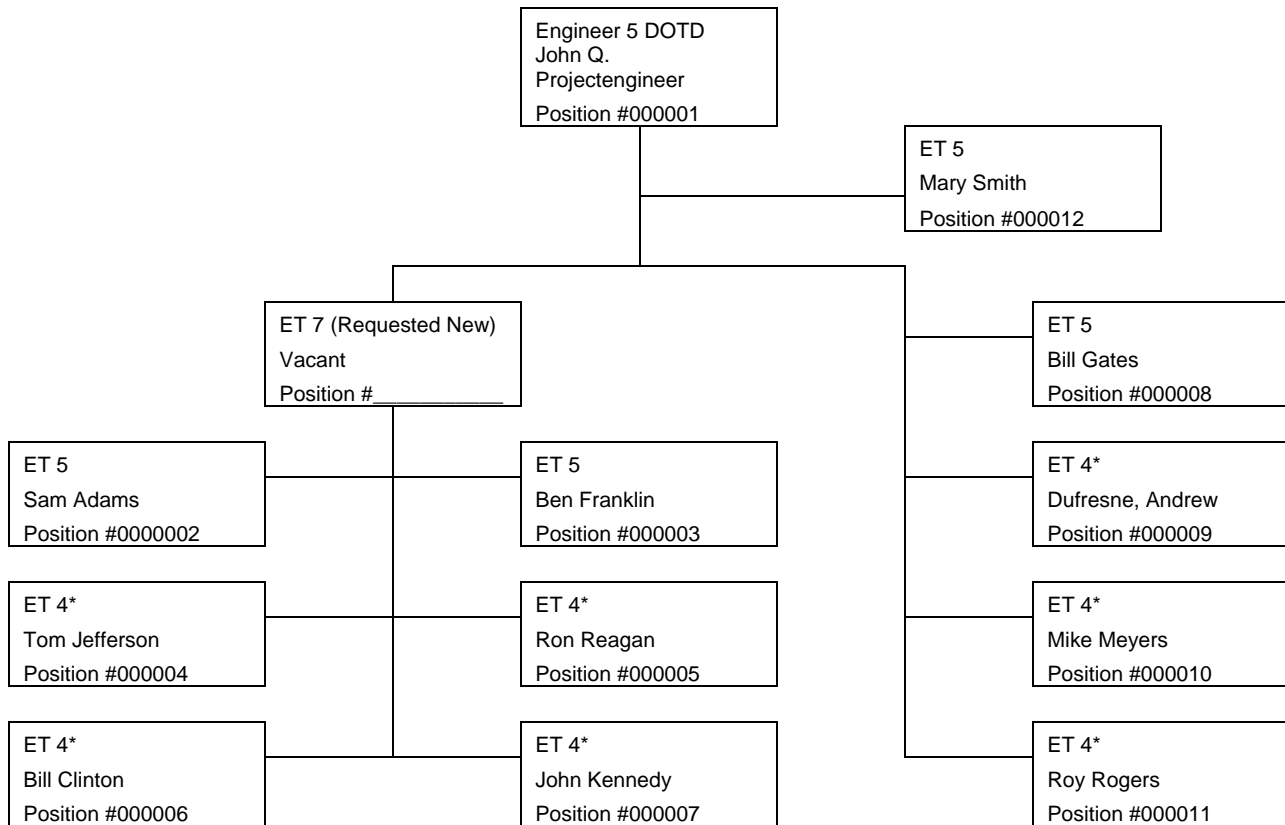 Engineer 5 DOTD
John Q.
Projectengineer
Position #000001
ET 5
Mary Smith
Position #000012
ET 7 (Requested New)
Vacant
Position #___________
ET 5
Bill Gates
Position #000008
ET 5
Sam Adams
Position #0000002
ET 5
Ben Franklin
Position #000003
ET 4*
Dufresne, Andrew
Position #000009
ET 4*
Tom Jefferson
Position #000004
ET 4*
Ron Reagan
Position #000005
ET 4*
Mike Meyers
Position #000010
ET 4*
Bill Clinton
Position #000006
ET 4*
John Kennedy
Position #000007
ET 4*
Roy Rogers
Position #000011